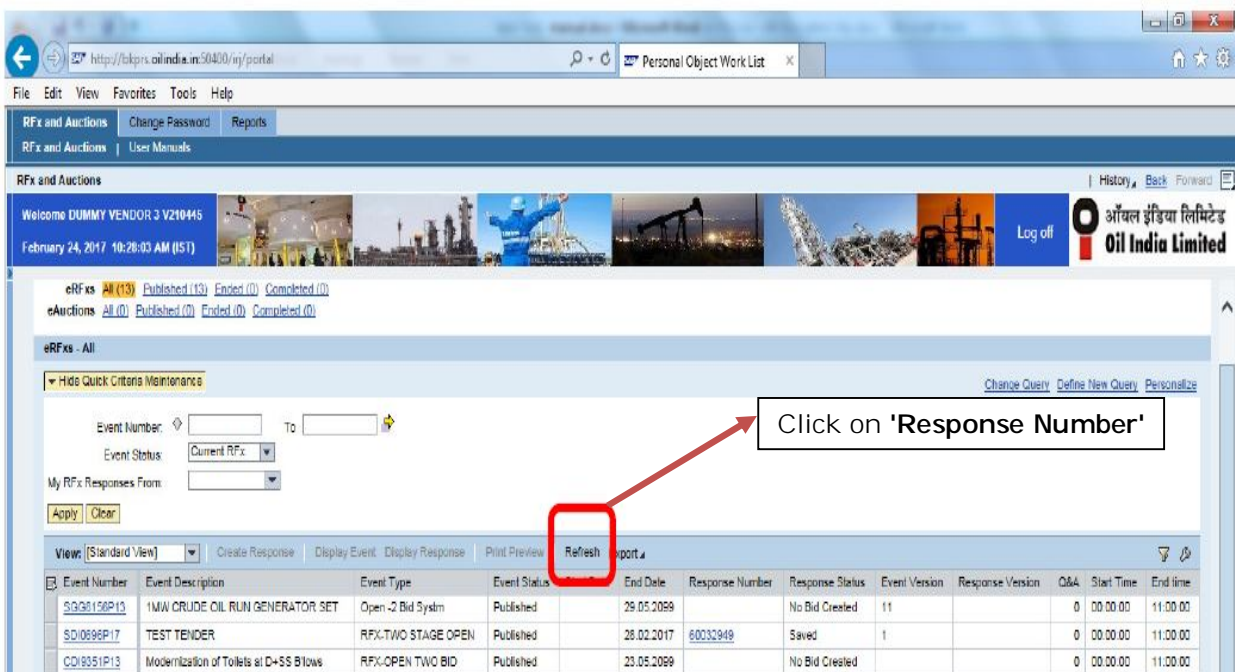 http://bkprs.oilindia.in:50400/irj/portal
Personal Object Work List
File Edit View Favorites Tools Help
RFx and Auctions Change Password Reports
RFx and Auctions | User Manuals
RFx and Auctions | History Back Forward
Welcome DUMMY VENDOR 3 V210445
February 24, 2017 10:28:03 AM (IST)
Log off
ऑयल इंडिया लिमिटेड
Oil India Limited
eRFxs All (13) Published (13) Ended (0) Completed (0)
eAuctions All (0) Published (0) Ended (0) Completed (0)
eRFxs - All
Hide Quick Criteria Maintenance
Change Query Define New Query Personalize
Click on 'Response Number'
Event Number: To
Event Status: Current RFx
My RFx Responses From:
Apply Clear
View: [Standard View] Create Response Display Event Display Response Print Preview Refresh Export
Event Number Event Description Event Type Event Status End Date Response Number Response Status Event Version Response Version Q&A Start Time End time
SGG6156P13 1MW CRUDE OIL RUN GENERATOR SET Open -2 Bid Systm Published 29.05.2099 No Bid Created 11 0 00:00:00 11:00:00
SDI0696P17 TEST TENDER RFX-TWO STAGE OPEN Published 28.02.2017 60032949 Saved 1 0 00:00:00 11:00:00
CDI9351P13 Modernization of Toilets at D+SS B'lows RFX-OPEN TWO BID Published 23.05.2099 No Bid Created 0 00:00:00 11:00:00